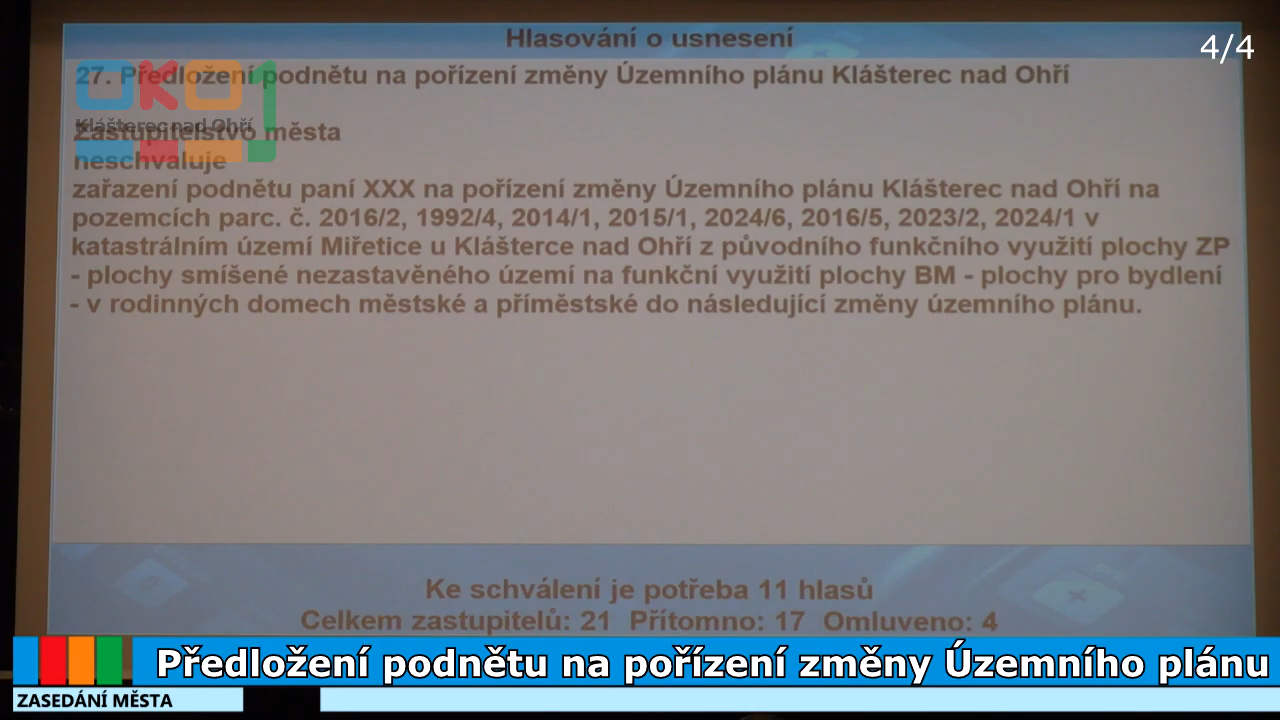 Hlasování o usnesení
4/4
27. Předložení podnětu na pořízení změny Územního plánu Klášterec nad Ohří
OKO1
Klášterec nad Ohří
Zastupitelstvo města
neschvaluje
zařazení podnětu paní XXX na pořízení změny Územního plánu Klášterec nad Ohří na
pozemcích parc. č. 2016/2, 1992/4, 2014/1, 2015/1, 2024/6, 2016/5, 2023/2, 2024/1 v
katastrálním území Miřetice u Klášterce nad Ohří z původního funkčního využití plochy ZP
- plochy smíšené nezastavěného území na funkční využití plochy BM - plochy pro bydlení
- v rodinných domech městské a příměstské do následující změny územního plánu.
Ke schválení je potřeba 11 hlasů
Celkem zastupitelů: 21 Přítomno: 17 Omluveno: 4
Předložení podnětu na pořízení změny Územního plánu
ZASEDÁNÍ MĚSTA